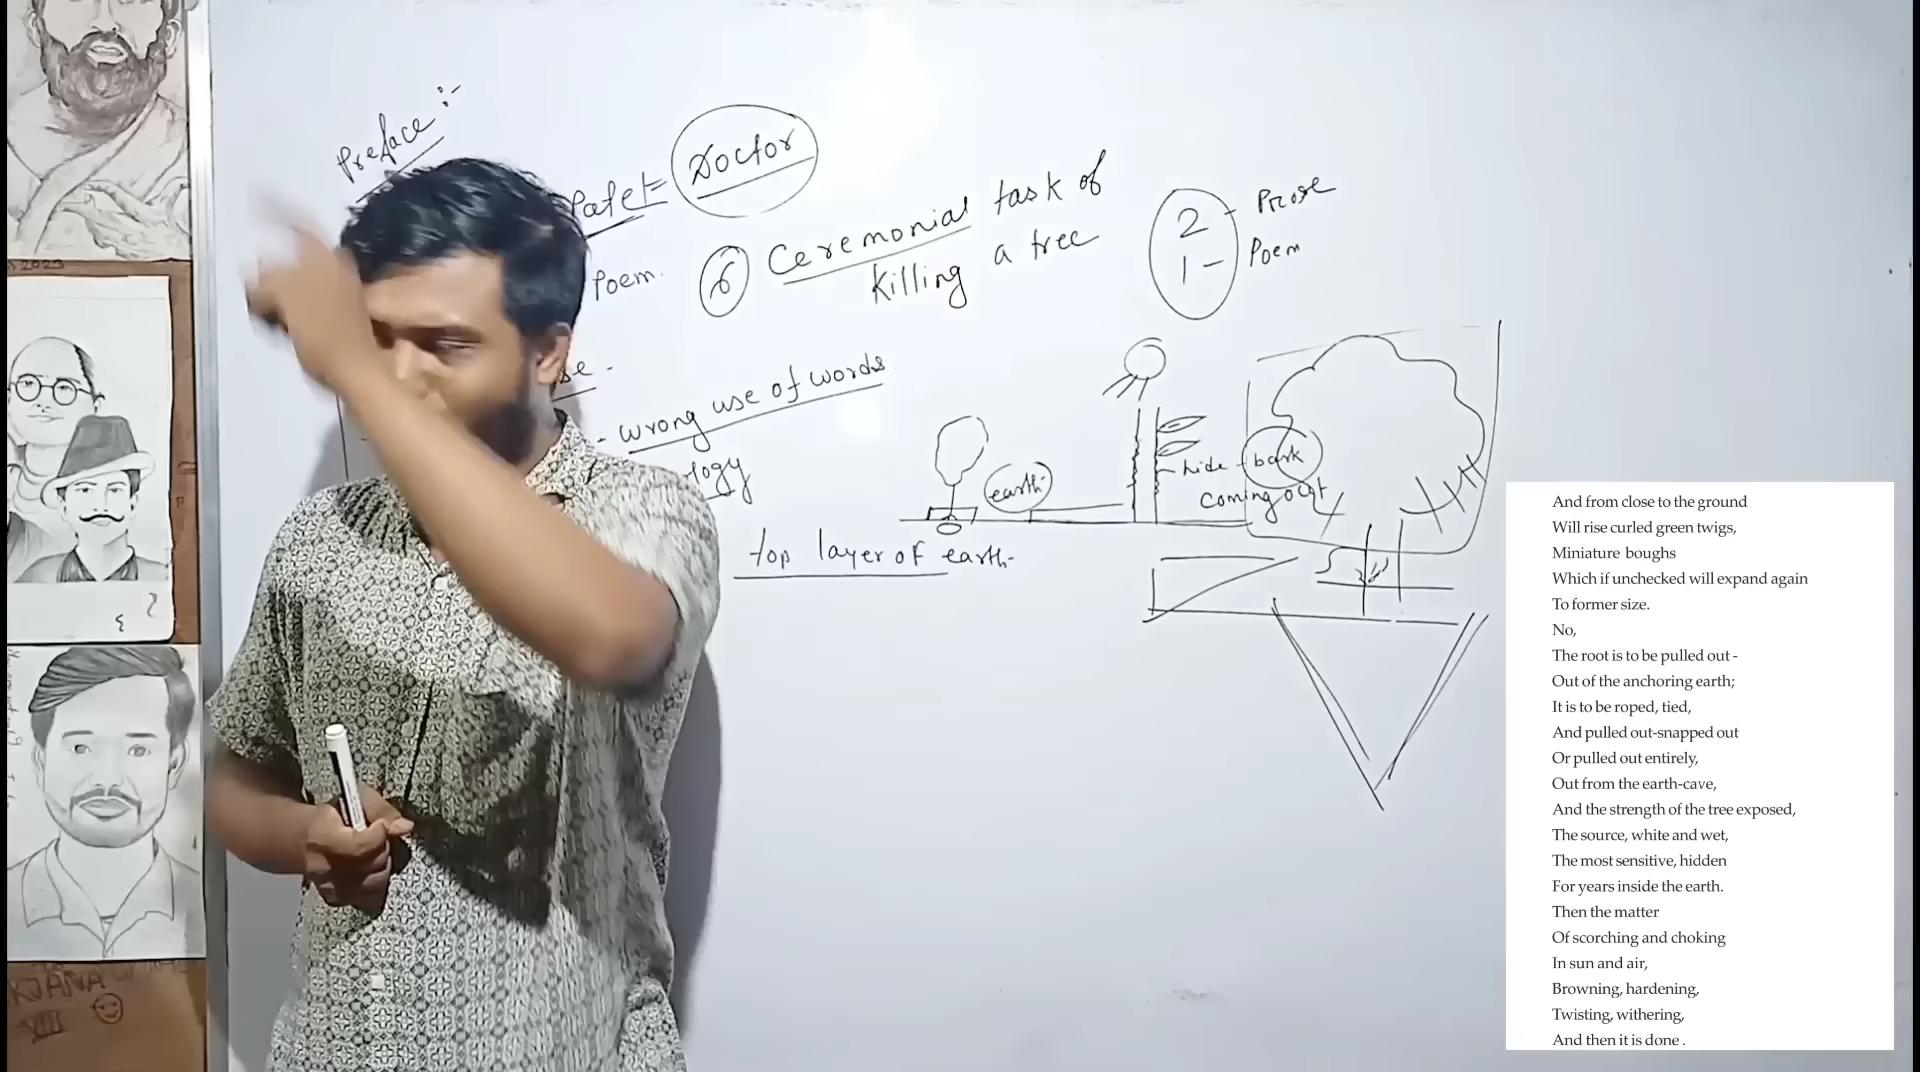 Preface :-
Patel = Doctor
Poem.
6 Ceremonial task of
killing a tree
2 - Prose
1 - Poem
- wrong use of words
logy
top layer of earth-
earth-
hide - bark
coming out
2023
KJANA
VIII
And from close to the ground
Will rise curled green twigs,
Miniature boughs
Which if unchecked will expand again
To former size.
No,
The root is to be pulled out -
Out of the anchoring earth;
It is to be roped, tied,
And pulled out-snapped out
Or pulled out entirely,
Out from the earth-cave,
And the strength of the tree exposed,
The source, white and wet,
The most sensitive, hidden
For years inside the earth.
Then the matter
Of scorching and choking
In sun and air,
Browning, hardening,
Twisting, withering,
And then it is done .